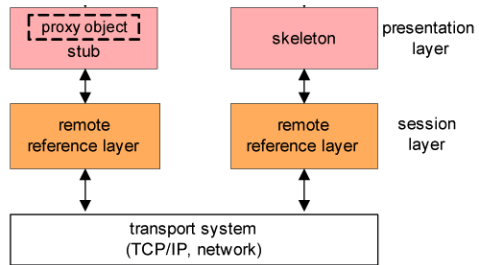 proxy object
stub
skeleton
presentation
layer
remote
reference layer
remote
reference layer
session
layer
transport system
(TCP/IP, network)